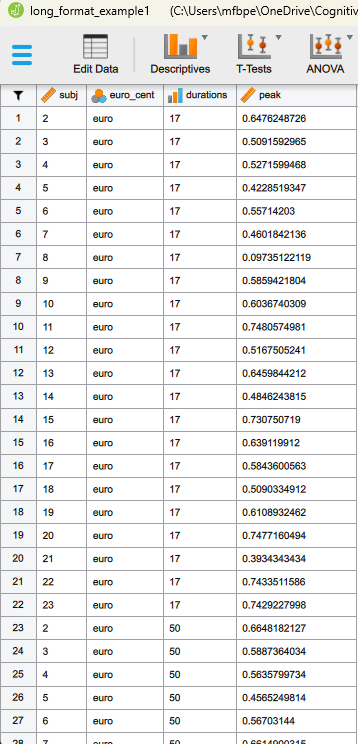 long_format_example1 (C:\Users\mfbpe\OneDrive\Cognitiv
Edit Data Descriptives T-Tests ANOVA
subj euro_cent durations peak
1 2 euro 17 0.6476248726
2 3 euro 17 0.5091592965
3 4 euro 17 0.5271599468
4 5 euro 17 0.4228519347
5 6 euro 17 0.55714203
6 7 euro 17 0.4601842136
7 8 euro 17 0.09735122119
8 9 euro 17 0.5859421804
9 10 euro 17 0.6036740309
10 11 euro 17 0.7480574981
11 12 euro 17 0.5167505241
12 13 euro 17 0.6459844212
13 14 euro 17 0.4846243815
14 15 euro 17 0.730750719
15 16 euro 17 0.639119912
16 17 euro 17 0.5843600563
17 18 euro 17 0.5090334912
18 19 euro 17 0.6108932462
19 20 euro 17 0.7477160494
20 21 euro 17 0.3934343434
21 22 euro 17 0.7433511586
22 23 euro 17 0.7429227998
23 2 euro 50 0.6648182127
24 3 euro 50 0.5887364034
25 4 euro 50 0.5635799734
26 5 euro 50 0.4565249814
27 6 euro 50 0.56703144
28 7 euro 50 0.6614900315